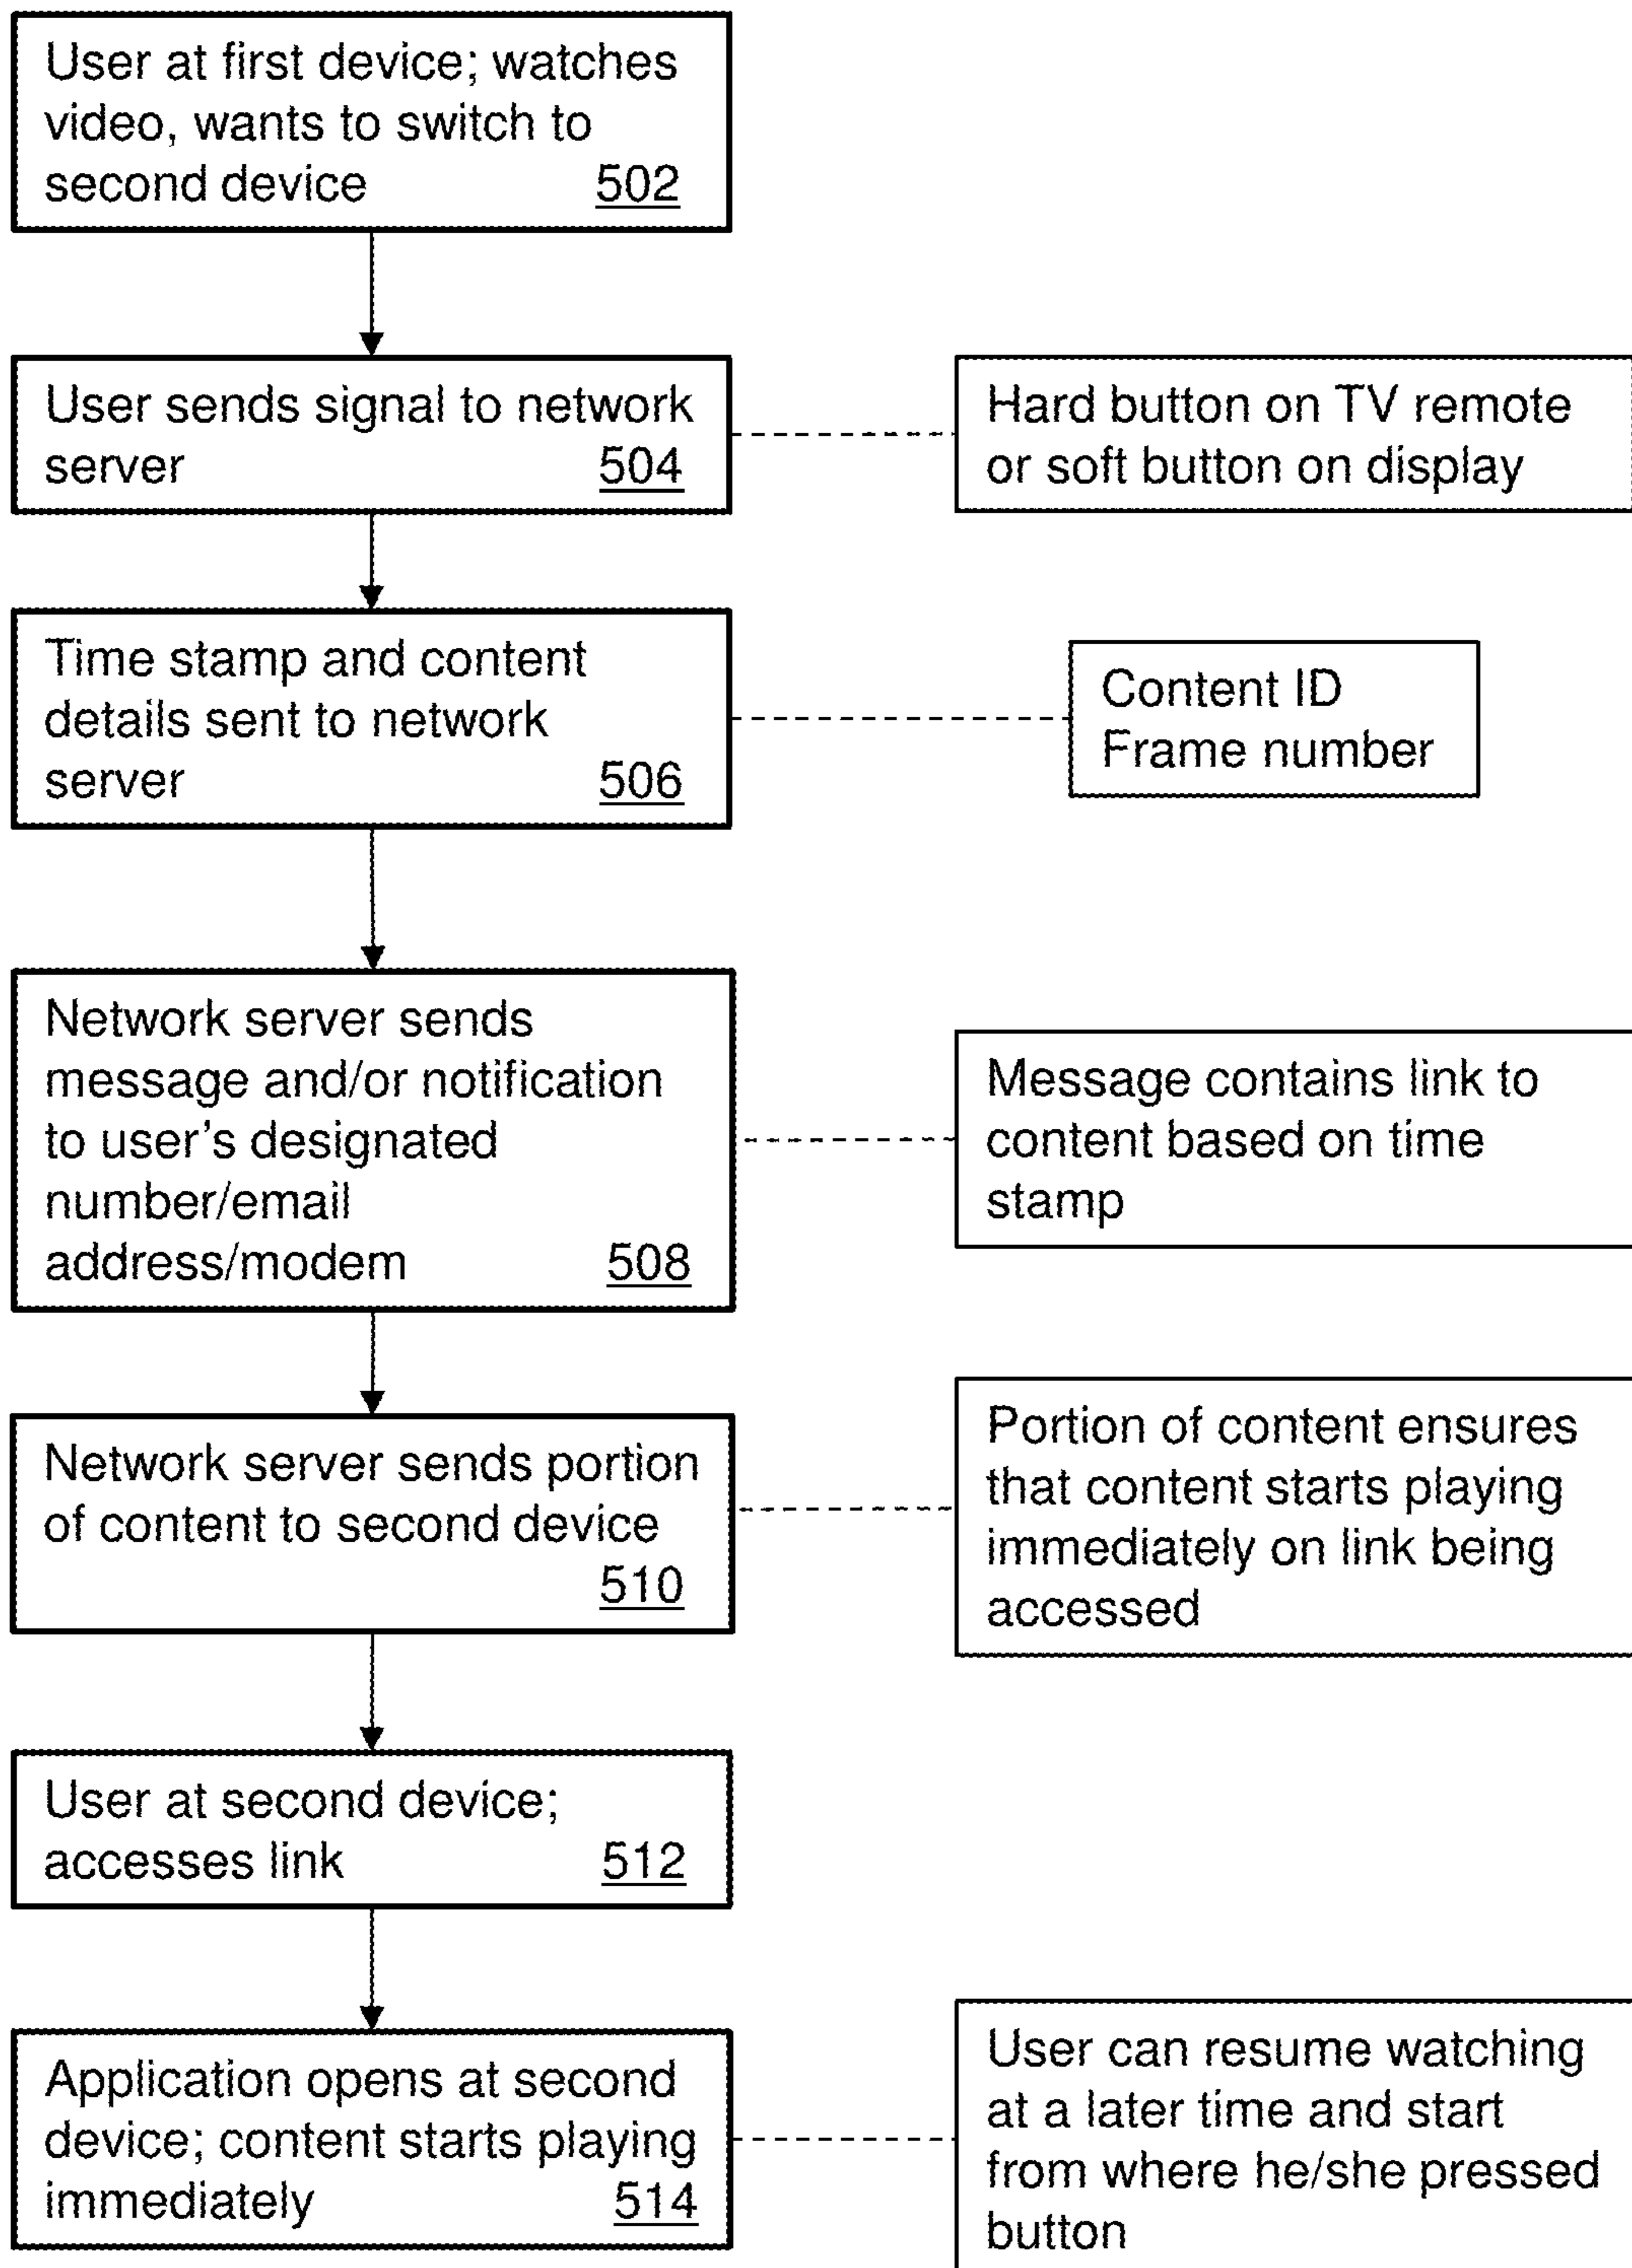 User at first device; watches
video, wants to switch to
second device 502
User sends signal to network
server 504
Hard button on TV remote
or soft button on display
Time stamp and content
details sent to network
server 506
Content ID
Frame number
Network server sends
message and/or notification
to user's designated
number/email
address/modem 508
Message contains link to
content based on time
stamp
Network server sends portion
of content to second device
510
Portion of content ensures
that content starts playing
immediately on link being
accessed
User at second device;
accesses link 512
Application opens at second
device; content starts playing
immediately 514
User can resume watching
at a later time and start
from where he/she pressed
button